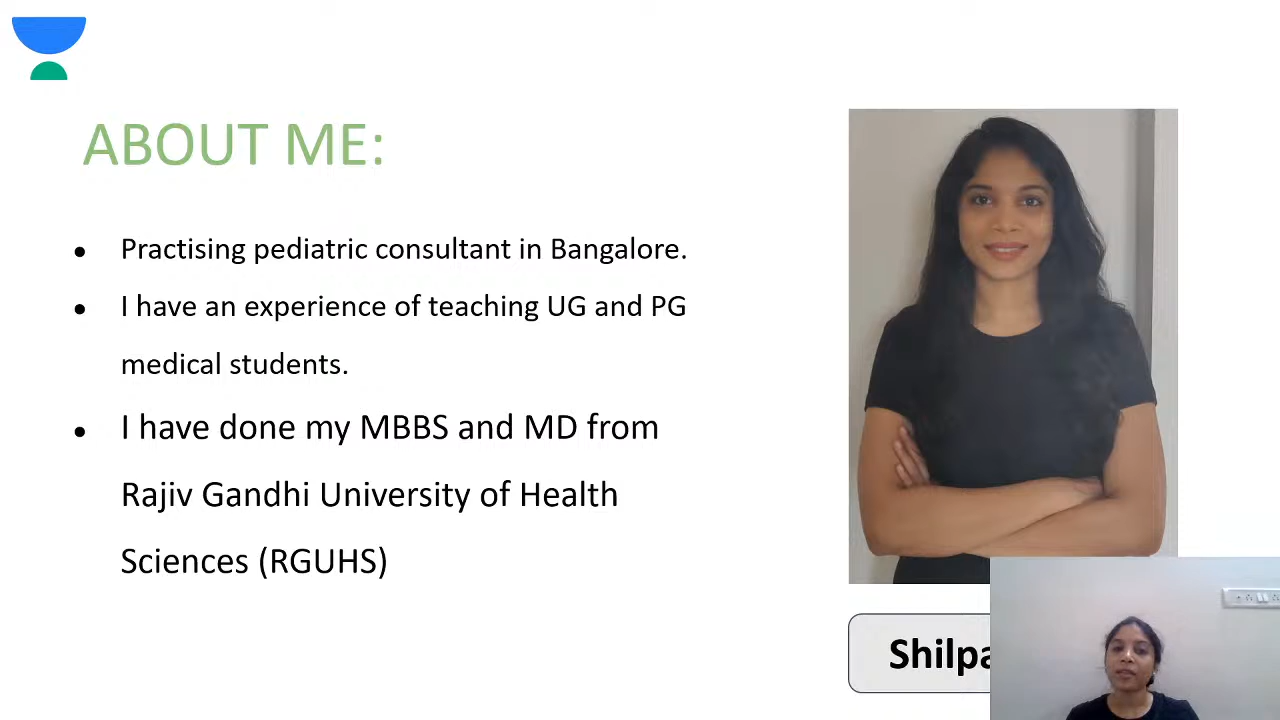 ABOUT ME:
● Practising pediatric consultant in Bangalore.
● I have an experience of teaching UG and PG
medical students.
● I have done my MBBS and MD from
Rajiv Gandhi University of Health
Sciences (RGUHS)
Shilpa